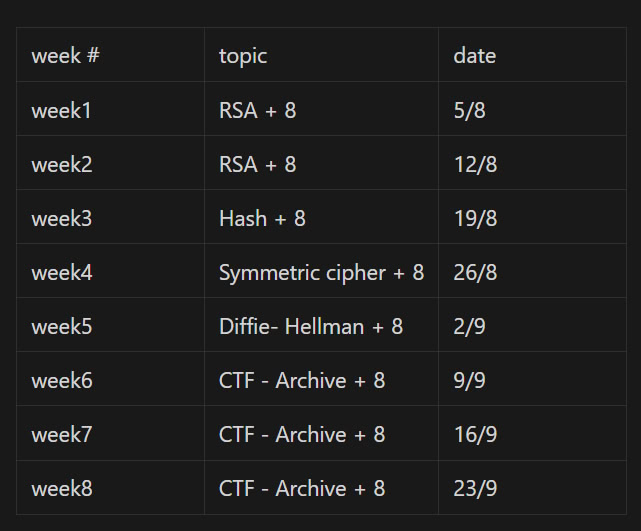 week # topic date
week1 RSA + 8 5/8
week2 RSA + 8 12/8
week3 Hash + 8 19/8
week4 Symmetric cipher + 8 26/8
week5 Diffie- Hellman + 8 2/9
week6 CTF - Archive + 8 9/9
week7 CTF - Archive + 8 16/9
week8 CTF - Archive + 8 23/9